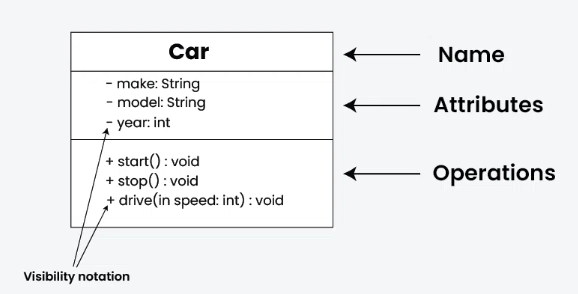 Car
Name
- make: String
- model: String
- year: int
Attributes
+ start() : void
+ stop() : void
+ drive(in speed: int) : void
Operations
Visibility notation